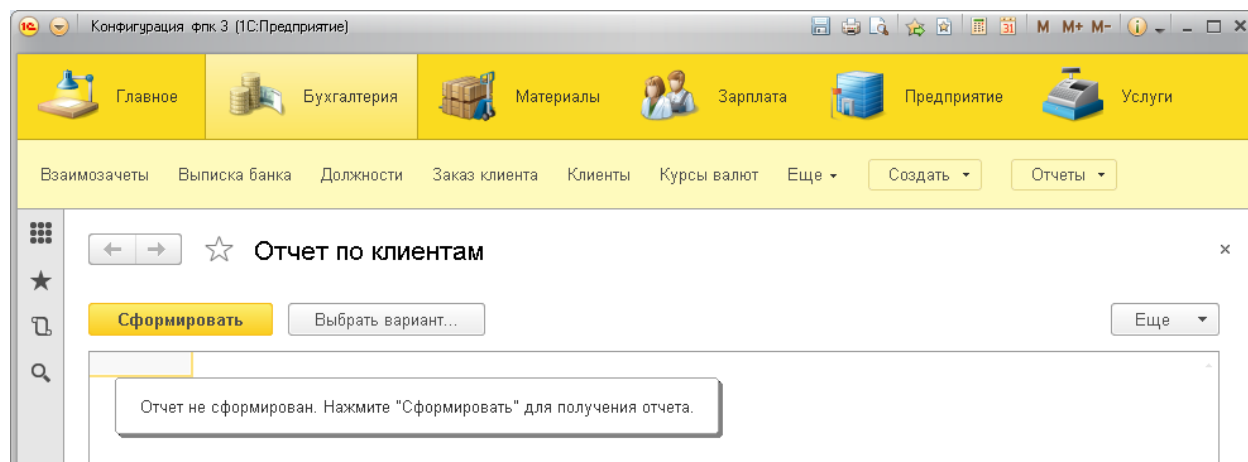 1С Конфигурация фпк 3 (1С:Предприятие) 31 M M+ M-
Главное Бухгалтерия Материалы Зарплата Предприятие Услуги
Взаимозачеты Выписка банка Должности Заказ клиента Клиенты Курсы валют Еще Создать Отчеты
Отчет по клиентам
Сформировать Выбрать вариант... Еще
Отчет не сформирован. Нажмите "Сформировать" для получения отчета.